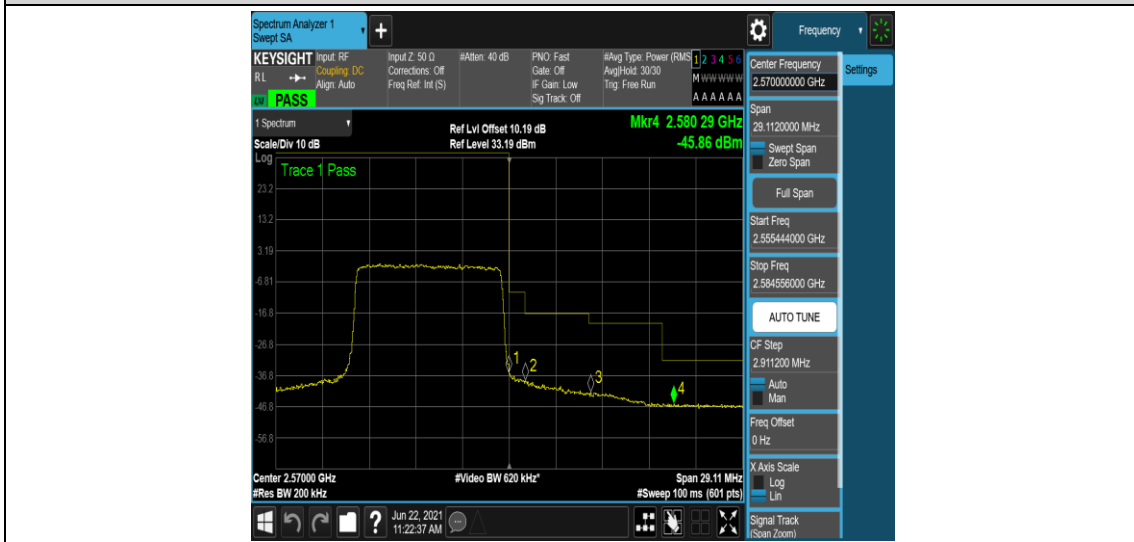 Spectrum Analyzer 1
Swept SA
Frequency
KEYSIGHT
RL
PASS
Input: RF
Coupling: DC
Align: Auto
Input Z: 50 Ω
Corrections: Off
Freq Ref: Int (S)
#Atten: 40 dB
PNO: Fast
Gate: Off
IF Gain: Low
Sig Track: Off
#Avg Type: Power (RMS
Avg|Hold: 30/30
Trig: Free Run
1 2 3 4 5 6
M W W W W W
A A A A A A
Center Frequency
2.570000000 GHz
Settings
1 Spectrum
Scale/Div 10 dB
Ref Lvl Offset 10.19 dB
Ref Level 33.19 dBm
Mkr4 2.580 29 GHz
-45.86 dBm
Span
29.1120000 MHz
Swept Span
Zero Span
Full Span
Start Freq
2.555444000 GHz
Stop Freq
2.584556000 GHz
AUTO TUNE
CF Step
2.911200 MHz
Auto
Man
Freq Offset
0 Hz
X Axis Scale
Log
Lin
Signal Track
(Span Zoom)
Log
Trace 1 Pass
23.2
13.2
3.19
-6.81
-16.8
-26.8
-36.8
-46.8
-56.8
1
2
3
4
Center 2.57000 GHz
#Res BW 200 kHz
#Video BW 620 kHz*
Span 29.11 MHz
#Sweep 100 ms (601 pts)
?
Jun 22, 2021
11:22:37 AM